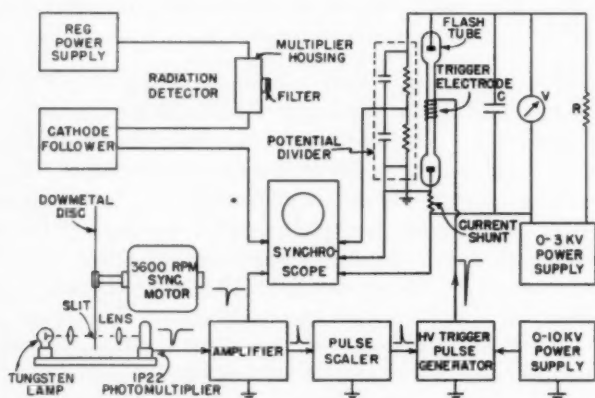 REG
POWER
SUPPLY
MULTIPLIER
HOUSING
RADIATION
DETECTOR
FILTER
CATHODE
FOLLOWER
FLASH
TUBE
TRIGGER
ELECTRODE
C
V
R
POTENTIAL
DIVIDER
DOWMETAL
DISC
3600 RPM
SYNC.
MOTOR
SYNCHRO-
SCOPE
CURRENT
SHUNT
0-3 KV
POWER
SUPPLY
SLIT
LENS
TUNGSTEN
LAMP
1P22
PHOTOMULTIPLIER
AMPLIFIER
PULSE
SCALER
HV TRIGGER
PULSE
GENERATOR
0-10KV
POWER
SUPPLY